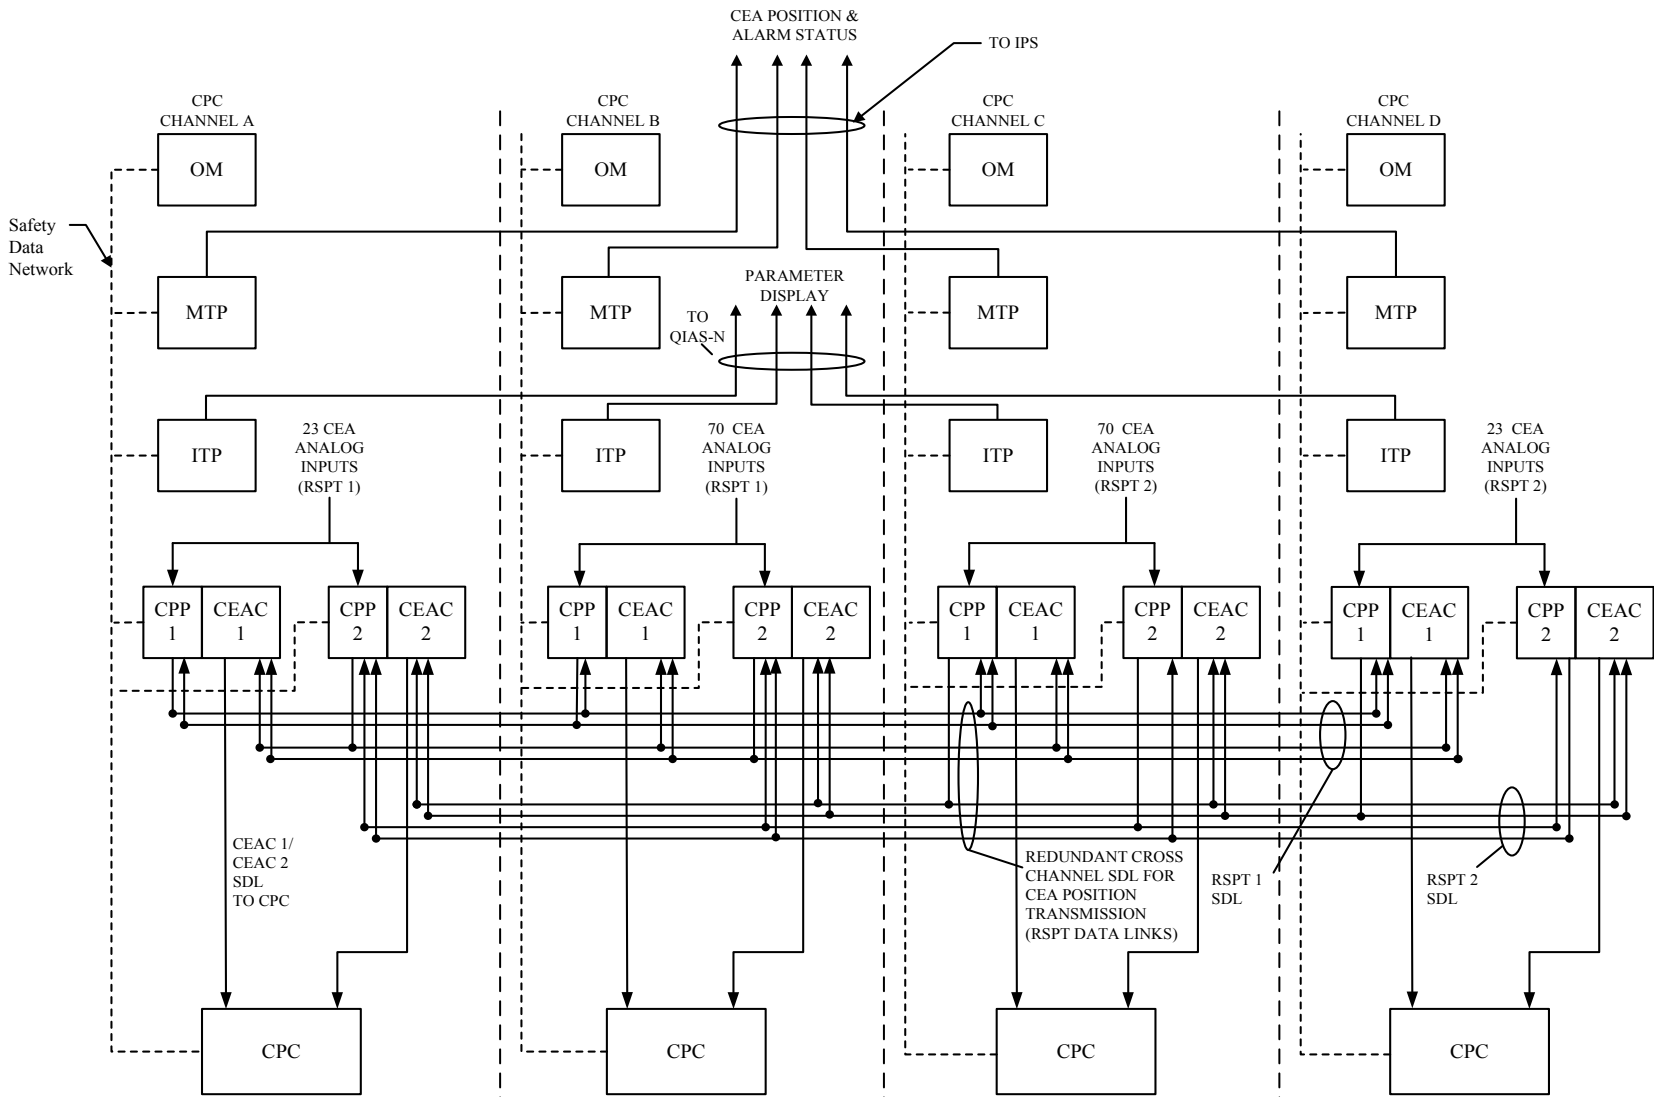 CEA POSITION &
ALARM STATUS
TO IPS
CPC
CHANNEL A
CPC
CHANNEL B
CPC
CHANNEL C
CPC
CHANNEL D
OM
OM
OM
OM
Safety
Data
Network
MTP
MTP
MTP
MTP
PARAMETER
DISPLAY
TO
QIAS-N
ITP
ITP
ITP
ITP
23 CEA
ANALOG
INPUTS
(RSPT 1)
70 CEA
ANALOG
INPUTS
(RSPT 1)
70 CEA
ANALOG
INPUTS
(RSPT 2)
23 CEA
ANALOG
INPUTS
(RSPT 2)
CPP
1
CEAC
1
CPP
2
CEAC
2
CPP
1
CEAC
1
CPP
2
CEAC
2
CPP
1
CEAC
1
CPP
2
CEAC
2
CPP
1
CEAC
1
CPP
2
CEAC
2
CEAC 1/
CEAC 2
SDL
TO CPC
REDUNDANT CROSS
CHANNEL SDL FOR
CEA POSITION
TRANSMISSION
(RSPT DATA LINKS)
RSPT 1
SDL
RSPT 2
SDL
CPC
CPC
CPC
CPC